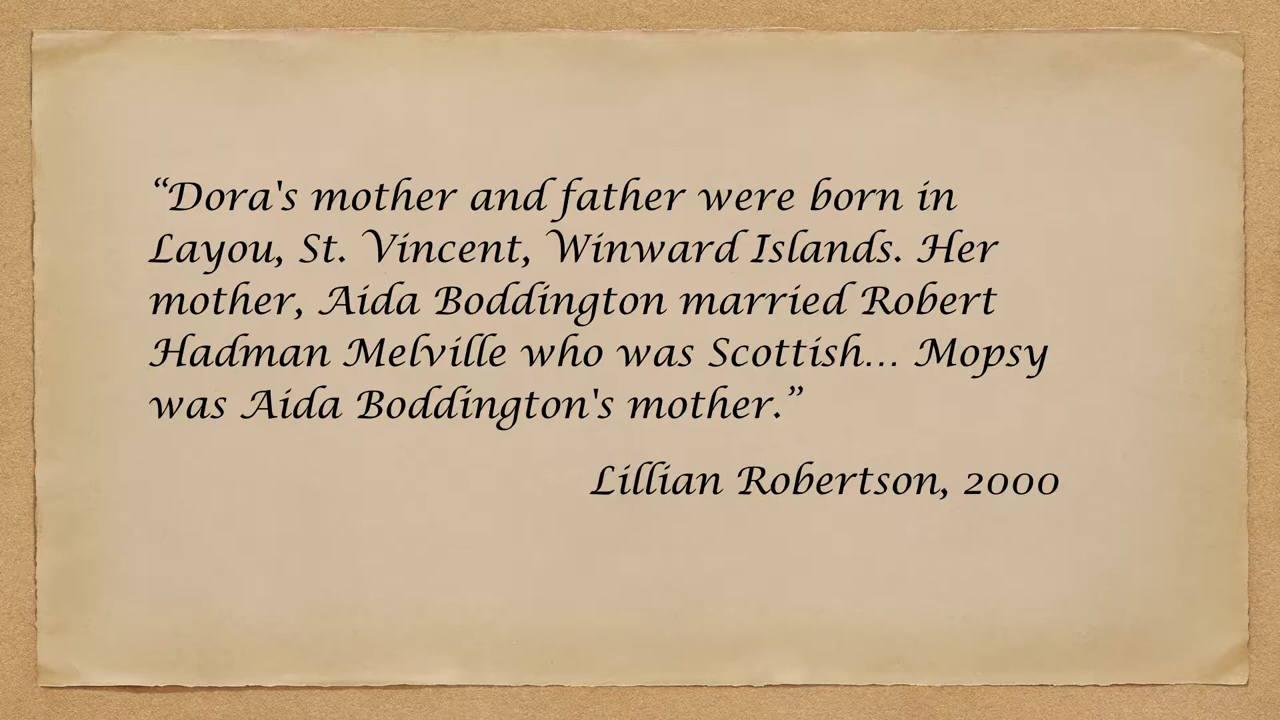 “Dora's mother and father were born in
Layou, St. Vincent, Winward Islands. Her
mother, Aida Boddington married Robert
Hadman Melville who was Scottish... Mopsy
was Aida Boddington's mother.”
Lillian Robertson, 2000